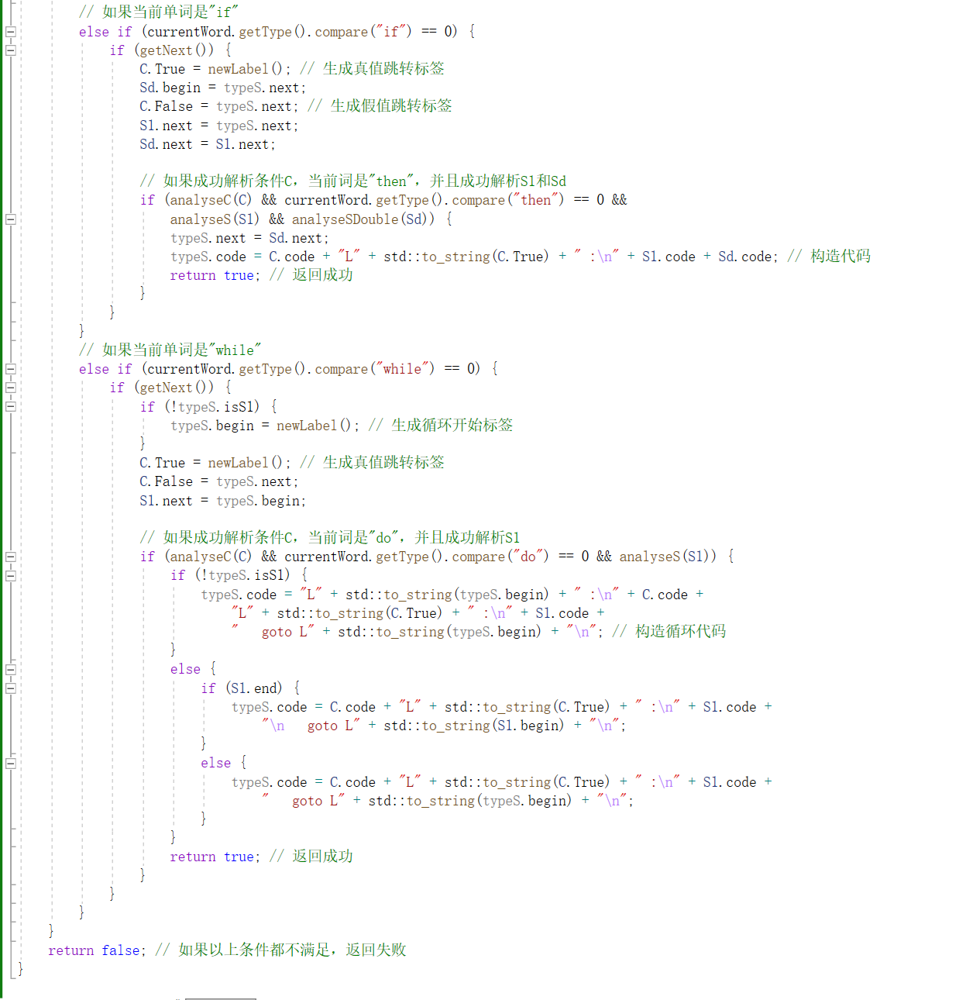 // 如果当前单词是"if"
else if (currentWord.getType().compare("if") == 0) {
if (getNext()) {
C.True = newLabel(); // 生成真值跳转标签
Sd.begin = typeS.next;
C.False = typeS.next; // 生成假值跳转标签
S1.next = typeS.next;
Sd.next = S1.next;
// 如果成功解析条件C，当前词是"then"，并且成功解析S1和Sd
if (analyseC(C) && currentWord.getType().compare("then") == 0 &&
analyseS(S1) && analyseSDouble(Sd)) {
typeS.next = Sd.next;
typeS.code = C.code + "L" + std::to_string(C.True) + " :\n" + S1.code + Sd.code; // 构造代码
return true; // 返回成功
}
}
}
// 如果当前单词是"while"
else if (currentWord.getType().compare("while") == 0) {
if (getNext()) {
if (!typeS.isS1) {
typeS.begin = newLabel(); // 生成循环开始标签
}
C.True = newLabel(); // 生成真值跳转标签
C.False = typeS.next;
S1.next = typeS.begin;
// 如果成功解析条件C，当前词是"do"，并且成功解析S1
if (analyseC(C) && currentWord.getType().compare("do") == 0 && analyseS(S1)) {
if (!typeS.isS1) {
typeS.code = "L" + std::to_string(typeS.begin) + " :\n" + C.code +
"L" + std::to_string(C.True) + " :\n" + S1.code +
"   goto L" + std::to_string(typeS.begin) + "\n"; // 构造循环代码
}
else {
if (S1.end) {
typeS.code = C.code + "L" + std::to_string(C.True) + " :\n" + S1.code +
"\n   goto L" + std::to_string(S1.begin) + "\n";
}
else {
typeS.code = C.code + "L" + std::to_string(C.True) + " :\n" + S1.code +
"   goto L" + std::to_string(typeS.begin) + "\n";
}
}
return true; // 返回成功
}
}
}
}
return false; // 如果以上条件都不满足，返回失败
}